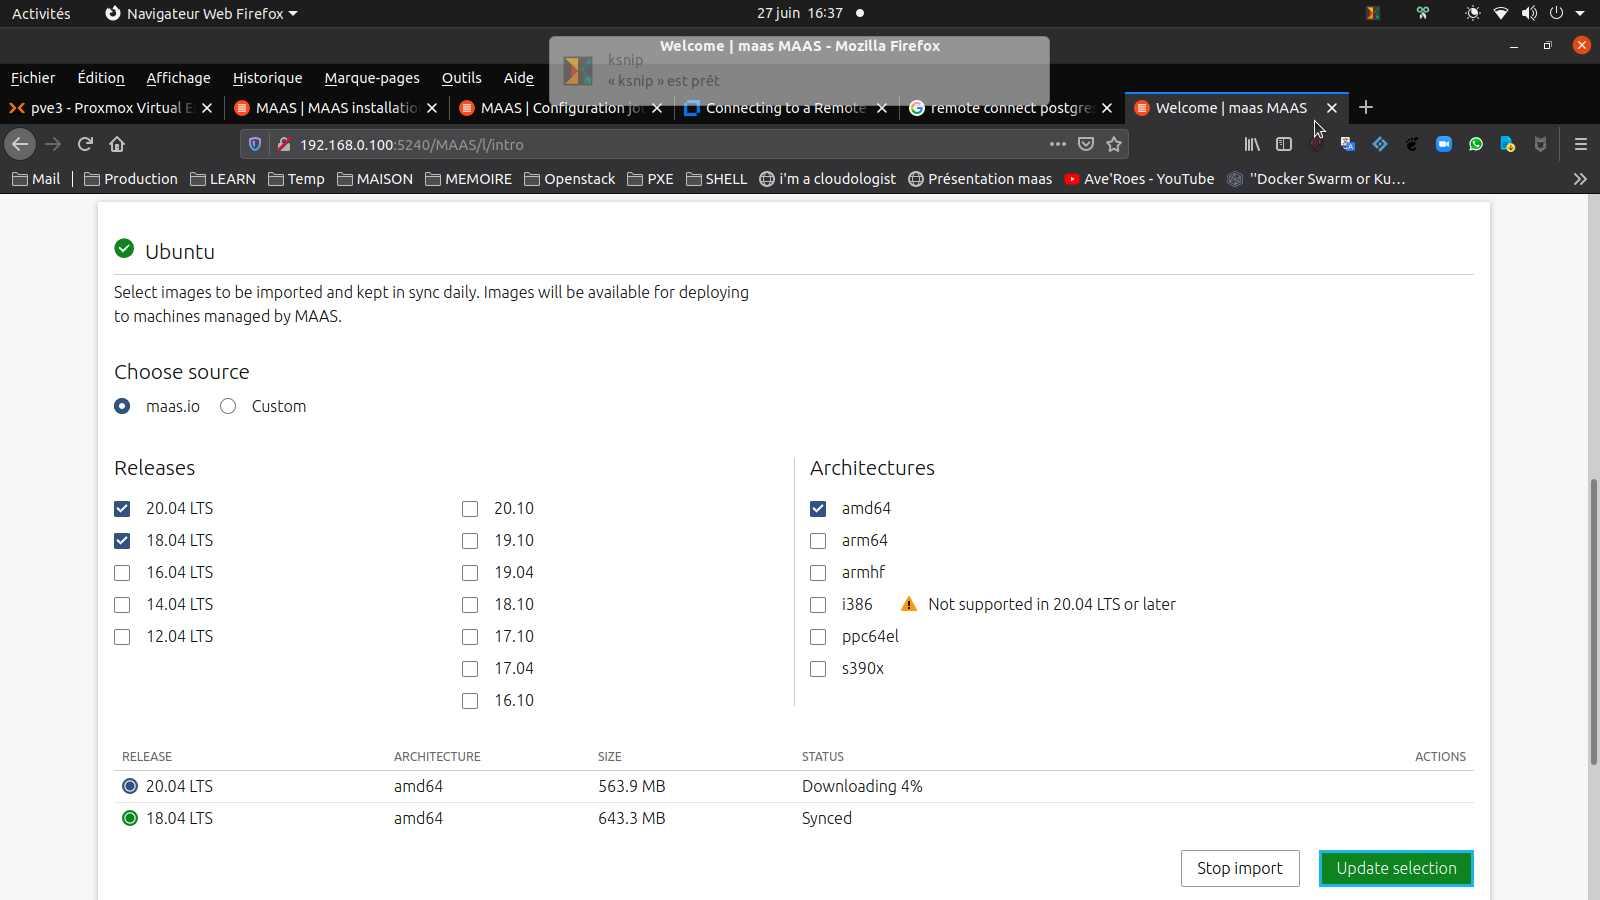 Activités
Navigateur Web Firefox
27 juin 16:37
Welcome | maas MAAS - Mozilla Firefox
ksnip
« ksnip » est prêt
Fichier Édition Affichage Historique Marque-pages Outils Aide
pve3 - Proxmox Virtual E
MAAS | MAAS installatio
MAAS | Configuration jo
Connecting to a Remote
remote connect postgre
Welcome | maas MAAS
192.168.0.100:5240/MAAS/l/intro
Mail Production LEARN Temp MAISON MEMOIRE Openstack PXE SHELL i'm a cloudologist Présentation maas Ave'Roes - YouTube "Docker Swarm or Ku…
Ubuntu
Select images to be imported and kept in sync daily. Images will be available for deploying
to machines managed by MAAS.
Choose source
maas.io Custom
Releases
20.04 LTS
18.04 LTS
16.04 LTS
14.04 LTS
12.04 LTS
20.10
19.10
19.04
18.10
17.10
17.04
16.10
Architectures
amd64
arm64
armhf
i386 Not supported in 20.04 LTS or later
ppc64el
s390x
RELEASE ARCHITECTURE SIZE STATUS ACTIONS
20.04 LTS amd64 563.9 MB Downloading 4%
18.04 LTS amd64 643.3 MB Synced
Stop import Update selection